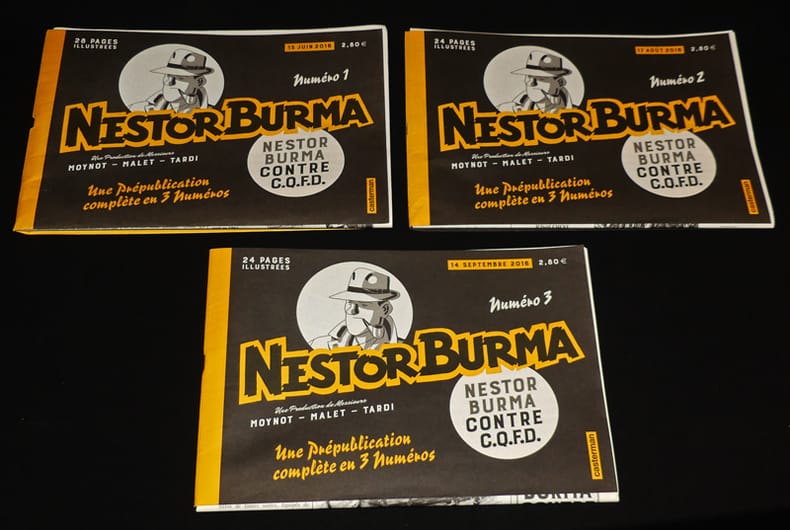 28 PAGES
ILLUSTRÉES
15 JUIN 2016
2,80 €
Numéro 1
NESTOR BURMA
Une Production de Messieurs
MOYNOT – MALET – TARDI
NESTOR
BURMA
CONTRE
C.Q.F.D.
Une Prépublication
complète en 3 Numéros
casterman
24 PAGES
ILLUSTRÉES
17 AOÛT 2016
2,80 €
Numéro 2
NESTOR BURMA
Une Production de Messieurs
MOYNOT – MALET – TARDI
NESTOR
BURMA
CONTRE
C.Q.F.D.
Une Prépublication
complète en 3 Numéros
casterman
24 PAGES
ILLUSTRÉES
14 SEPTEMBRE 2016
2,80 €
Numéro 3
NESTOR BURMA
Une Production de Messieurs
MOYNOT – MALET – TARDI
NESTOR
BURMA
CONTRE
C.Q.F.D.
Une Prépublication
complète en 3 Numéros
casterman